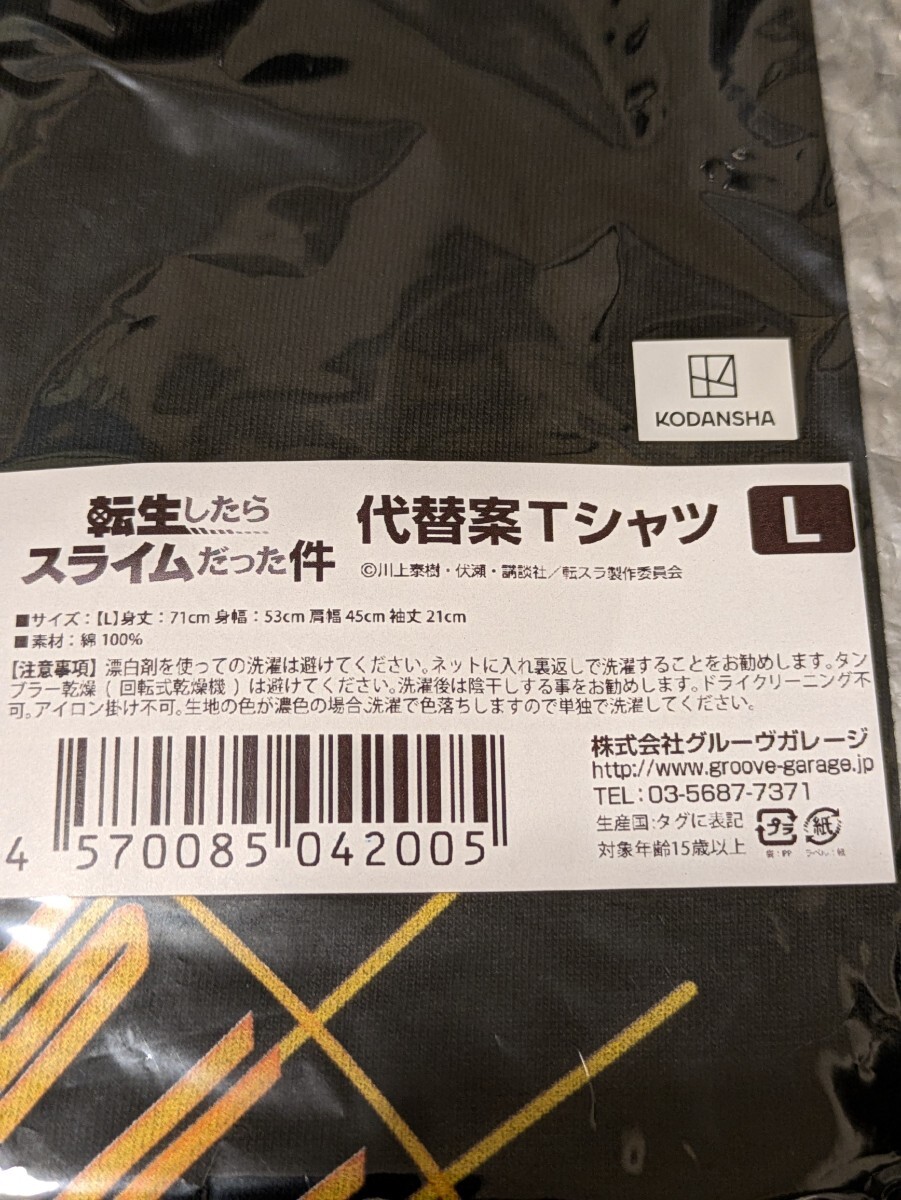 KODANSHA
転生したら
スライムだった件
代替案Tシャツ
L
©川上泰樹・伏瀬・講談社/転スラ製作委員会
■サイズ:【L】身丈:71cm 身幅:53cm 肩幅 45cm 袖丈 21cm
■素材:綿 100%
【注意事項】漂白剤を使っての洗濯は避けてください。ネットに入れ裏返しで洗濯することをお勧めします。タン
ブラー乾燥(回転式乾燥機)は避けてください。洗濯後は陰干しする事をお勧めします。ドライクリーニング不
可。アイロン掛け不可。生地の色が濃色の場合、洗濯で色落ちしますので単独で洗濯してください。
株式会社グルーヴガレージ
http://www.groove-garage.jp
TEL:03-5687-7371
生産国:タグに表記
対象年齢15歳以上
プラ
紙
袋:PP
ラベル:紙
4 570085 042005